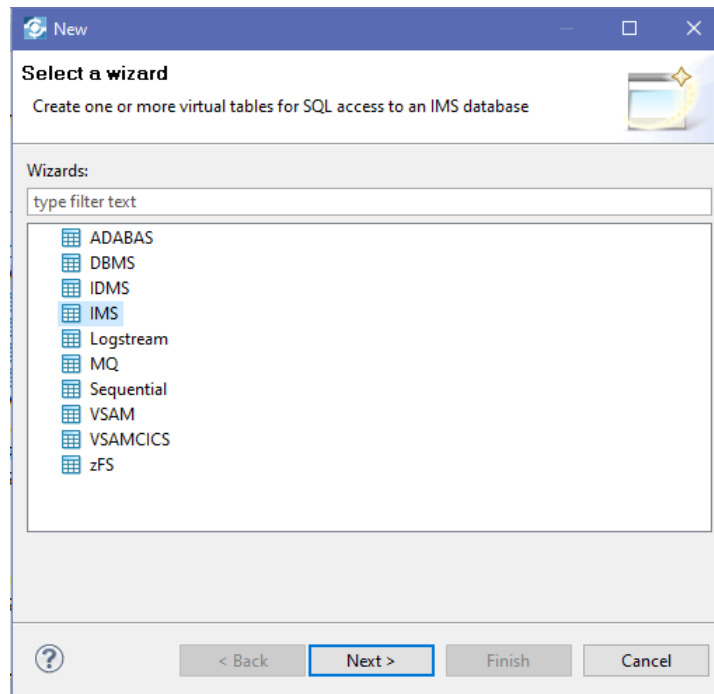 New
Select a wizard
Create one or more virtual tables for SQL access to an IMS database
Wizards:
type filter text
ADABAS
DBMS
IDMS
IMS
Logstream
MQ
Sequential
VSAM
VSAMCICS
zFS
?
< Back Next > Finish Cancel